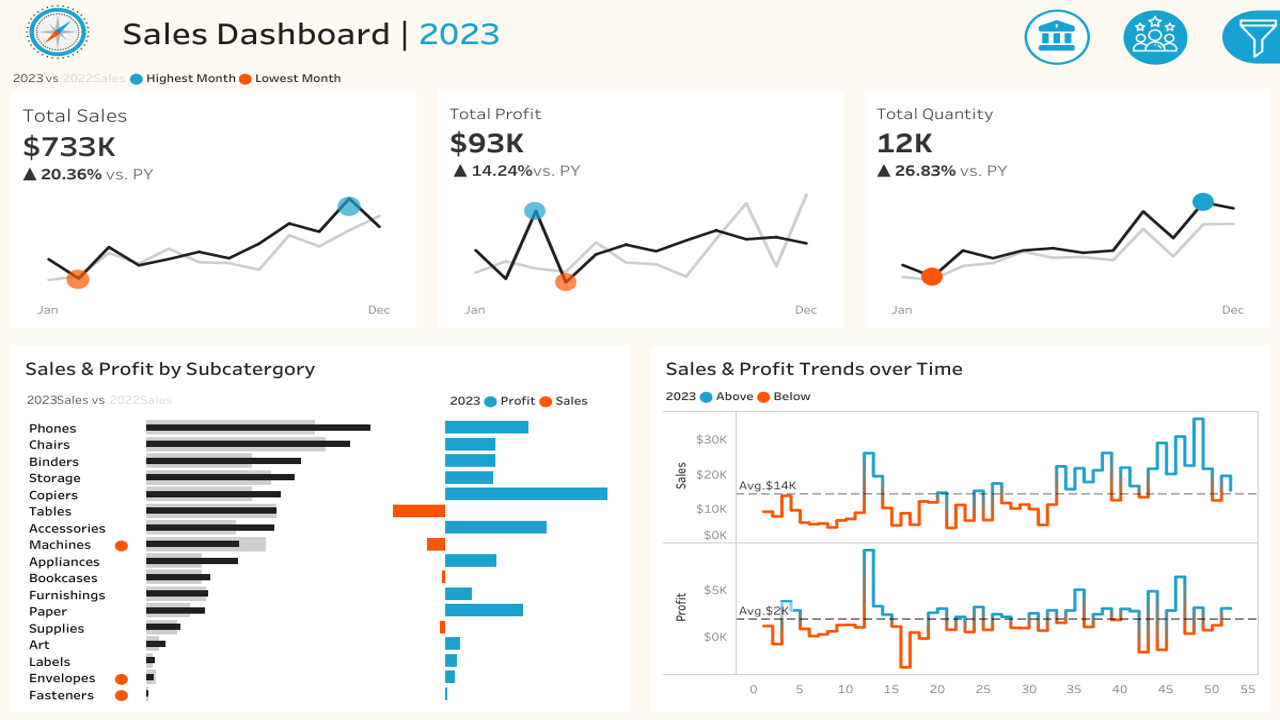 Sales Dashboard | 2023
2023 vs 2022Sales Highest Month Lowest Month
Total Sales
$733K
▲ 20.36% vs. PY
Jan Dec
Total Profit
$93K
▲ 14.24%vs. PY
Jan Dec
Total Quantity
12K
▲ 26.83% vs. PY
Jan Dec
Sales & Profit by Subcatergory
2023Sales vs 2022Sales
2023 Profit Sales
Phones
Chairs
Binders
Storage
Copiers
Tables
Accessories
Machines
Appliances
Bookcases
Furnishings
Paper
Supplies
Art
Labels
Envelopes
Fasteners
Sales & Profit Trends over Time
2023 Above Below
Sales
$30K
$20K
Avg.$14K
$10K
$0K
Profit
$5K
Avg.$2K
$0K
0 5 10 15 20 25 30 35 40 45 50 55